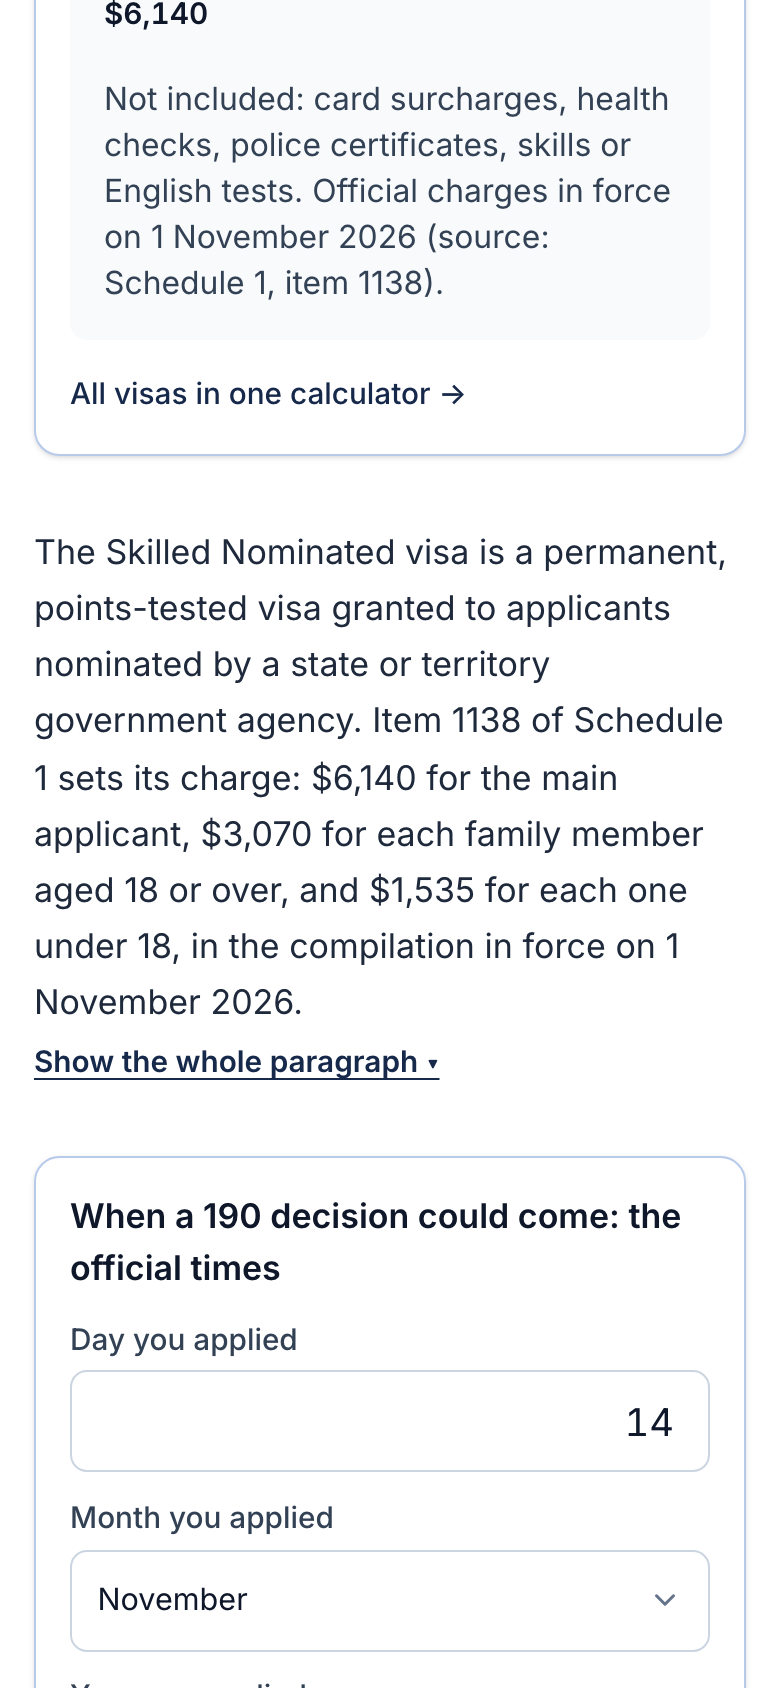 $6,140
Not included: card surcharges, health
checks, police certificates, skills or
English tests. Official charges in force
on 1 November 2026 (source:
Schedule 1, item 1138).
All visas in one calculator →
The Skilled Nominated visa is a permanent,
points-tested visa granted to applicants
nominated by a state or territory
government agency. Item 1138 of Schedule
1 sets its charge: $6,140 for the main
applicant, $3,070 for each family member
aged 18 or over, and $1,535 for each one
under 18, in the compilation in force on 1
November 2026.
Show the whole paragraph ▾
When a 190 decision could come: the
official times
Day you applied
14
Month you applied
November